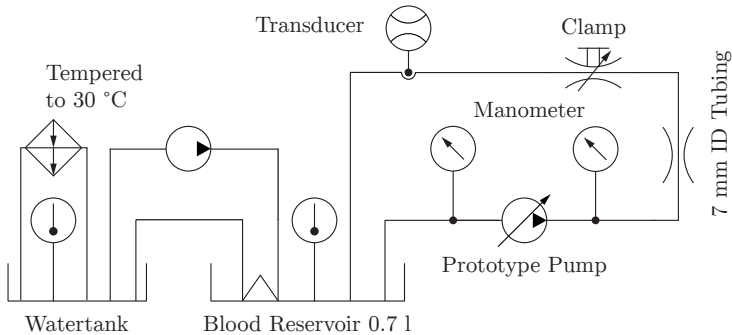 Transducer
Clamp
Tempered
to 30 °C
Manometer
7 mm ID Tubing
Prototype Pump
Watertank
Blood Reservoir 0.7 l